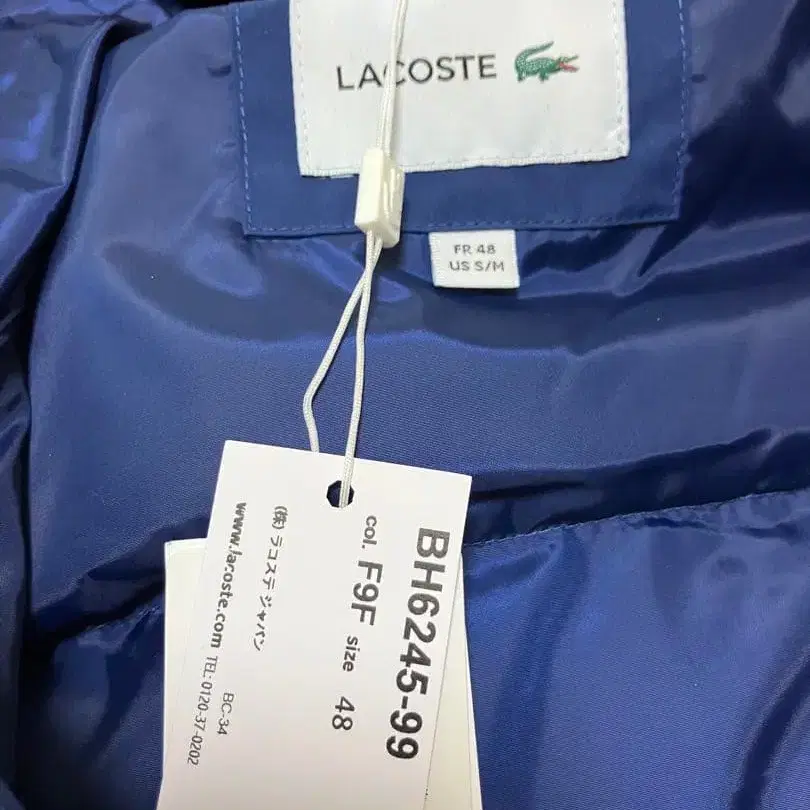 LACOSTE
FR 48
US S/M
BH6245-99
col. F9F size 48
(株)ラコステ ジャパン
BC-34
www.lacoste.com TEL: 0120-37-0202